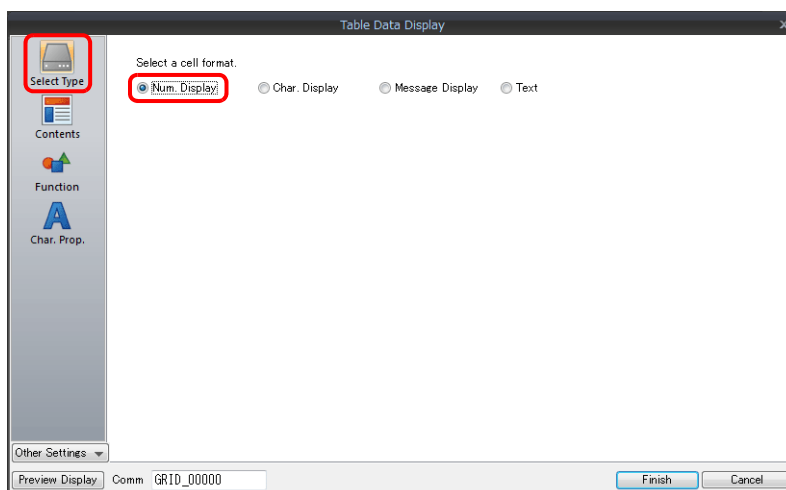 Table Data Display
Select Type
Select a cell format.
Num. Display Char. Display Message Display Text
Contents
Function
Char. Prop.
Other Settings
Preview Display Comm GRID_00000 Finish Cancel